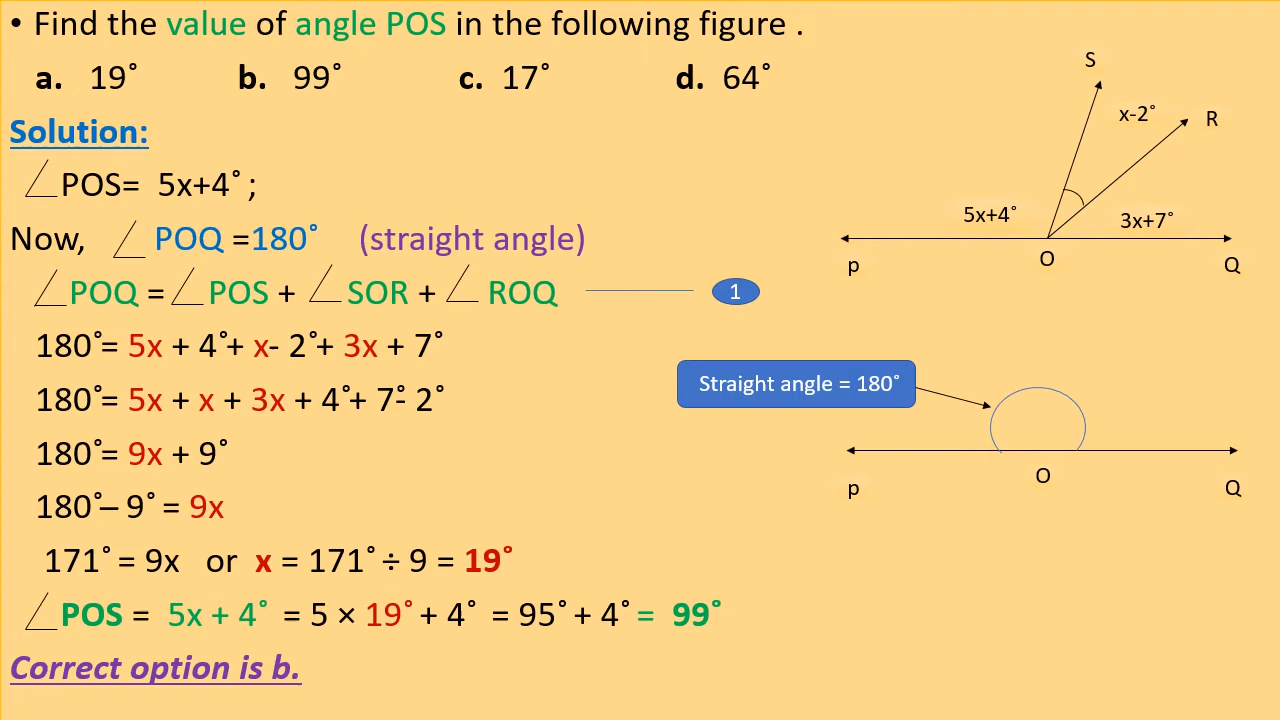 • Find the value of angle POS in the following figure .
a. 19° b. 99° c. 17° d. 64°
Solution:
∠POS= 5x+4° ;
Now, ∠ POQ =180° (straight angle)
∠POQ = ∠POS + ∠SOR + ∠ROQ 1
180°= 5x + 4°+ x- 2°+ 3x + 7°
180°= 5x + x + 3x + 4°+ 7°- 2°
180°= 9x + 9°
180°– 9° = 9x
171° = 9x or x = 171° ÷ 9 = 19°
∠POS = 5x + 4° = 5 × 19° + 4° = 95° + 4° = 99°
Correct option is b.
S
x-2°
R
5x+4°
3x+7°
p
O
Q
Straight angle = 180°
O
p
Q